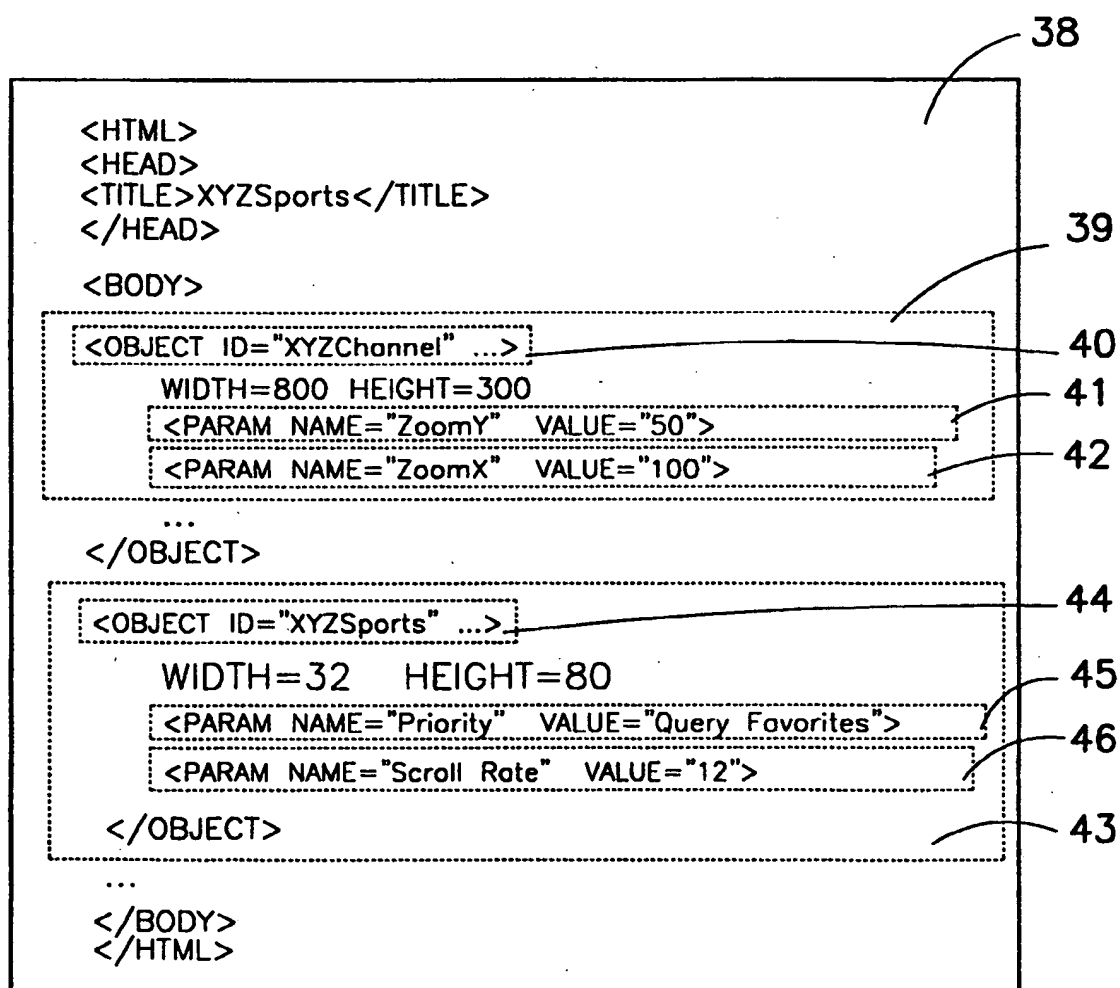 38
<HTML>
<HEAD>
<TITLE>XYZSports</TITLE>
</HEAD>
39
<BODY>
<OBJECT ID="XYZChannel" ...>
40
WIDTH=800 HEIGHT=300
41
<PARAM NAME="ZoomY" VALUE="50">
42
<PARAM NAME="ZoomX" VALUE="100">
...
</OBJECT>
44
<OBJECT ID="XYZSports" ...>
WIDTH=32 HEIGHT=80
45
<PARAM NAME="Priority" VALUE="Query Favorites">
46
<PARAM NAME="Scroll Rate" VALUE="12">
</OBJECT>
43
...
</BODY>
</HTML>